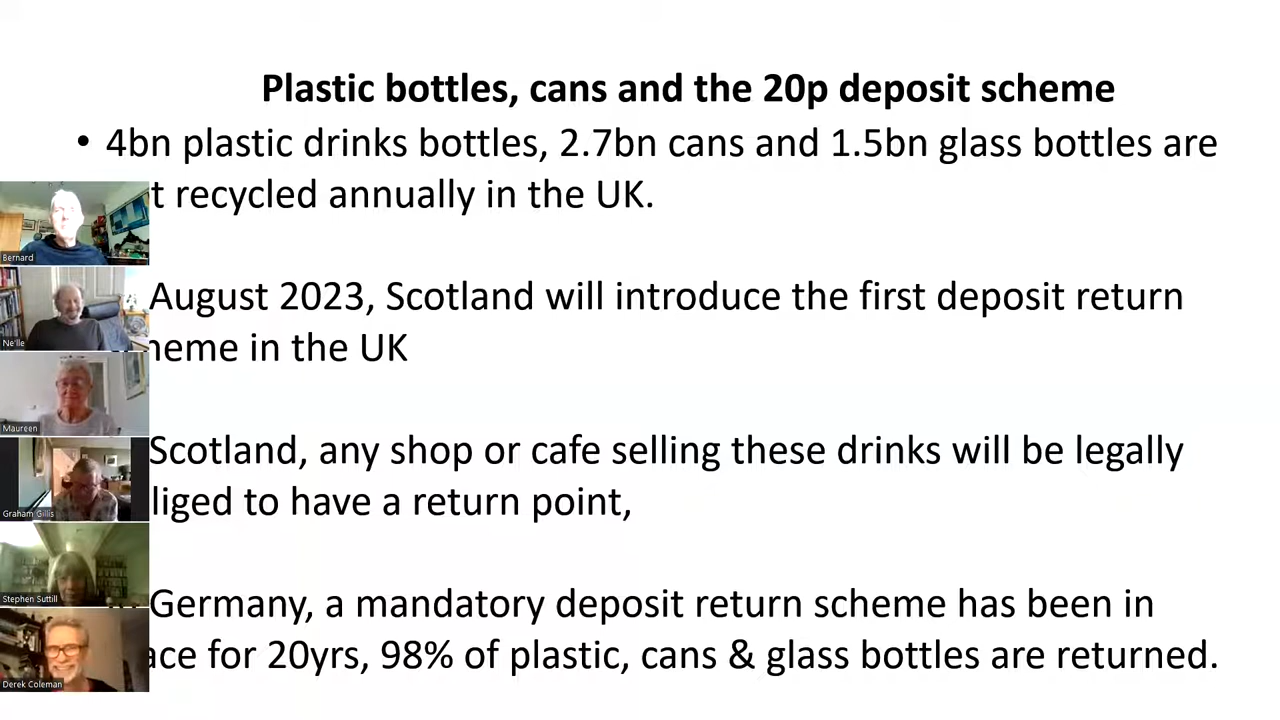 Plastic bottles, cans and the 20p deposit scheme
• 4bn plastic drinks bottles, 2.7bn cans and 1.5bn glass bottles are
t recycled annually in the UK.
Bernard
August 2023, Scotland will introduce the first deposit return
heme in the UK
Ne'lle
Maureen
Scotland, any shop or cafe selling these drinks will be legally
liged to have a return point,
Graham Gillis
Stephen Suttill
Germany, a mandatory deposit return scheme has been in
ace for 20yrs, 98% of plastic, cans & glass bottles are returned.
Derek Coleman